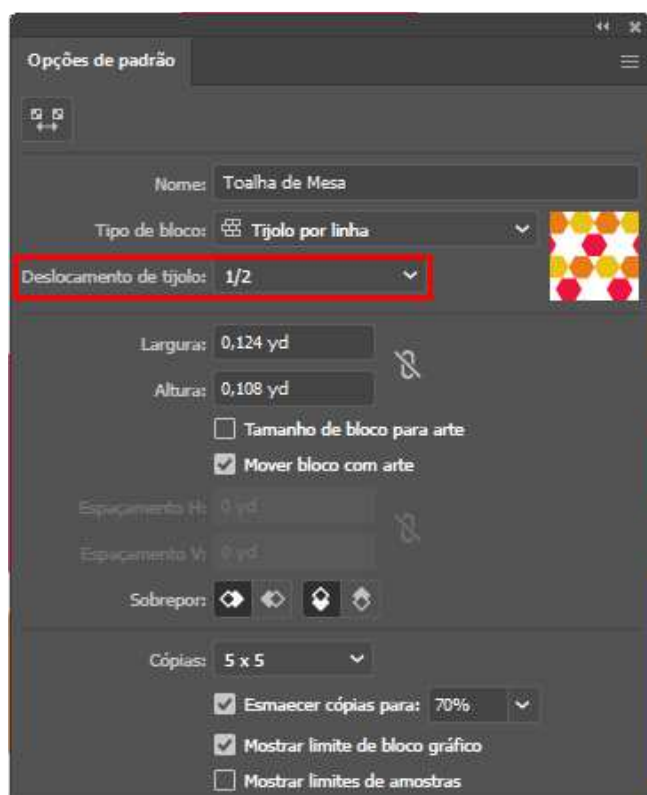 Opções de padrão
Nome: Toalha de Mesa
Tipo de bloco: Tijolo por linha
Deslocamento de tijolo: 1/2
Largura: 0,124 yd
Altura: 0,108 yd
Tamanho de bloco para arte
Mover bloco com arte
Espaçamento H: 0 yd
Espaçamento V: 0 yd
Sobrepor:
Cópias: 5 x 5
Esmaecer cópias para: 70%
Mostrar limite de bloco gráfico
Mostrar limites de amostras